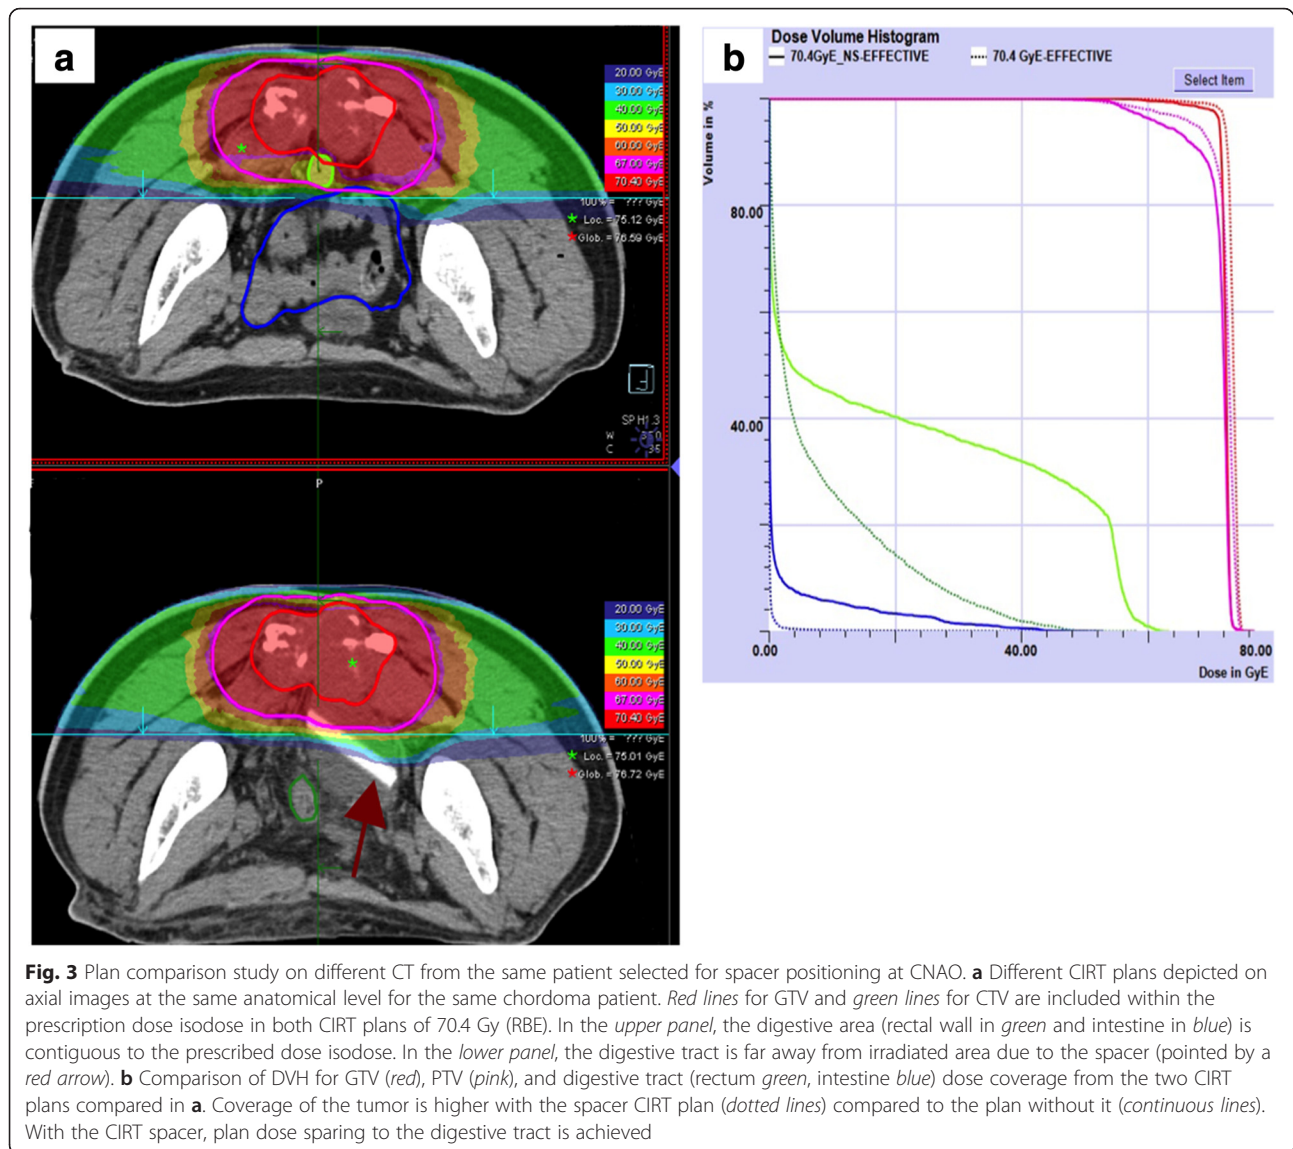 a
20.00 GyE
30.00 GyE
40.00 GyE
50.00 GyE
60.00 GyE
67.00 GyE
70.40 GyE
100% = ??? GyE
Loc. = 75.12 GyE
Glob. = 76.59 GyE
SP H1.3
W 350
C 35
P
20.00 GyE
30.00 GyE
40.00 GyE
50.00 GyE
60.00 GyE
67.00 GyE
70.40 GyE
100% = ??? GyE
Loc. = 75.01 GyE
Glob. = 76.72 GyE
b
Dose Volume Histogram
70.4GyE_NS-EFFECTIVE 70.4 GyE-EFFECTIVE
Select Item
Volume in %
80.00
40.00
0.00 40.00 80.00
Dose in GyE
Fig. 3 Plan comparison study on different CT from the same patient selected for spacer positioning at CNAO. a Different CIRT plans depicted on
axial images at the same anatomical level for the same chordoma patient. Red lines for GTV and green lines for CTV are included within the
prescription dose isodose in both CIRT plans of 70.4 Gy (RBE). In the upper panel, the digestive area (rectal wall in green and intestine in blue) is
contiguous to the prescribed dose isodose. In the lower panel, the digestive tract is far away from irradiated area due to the spacer (pointed by a
red arrow). b Comparison of DVH for GTV (red), PTV (pink), and digestive tract (rectum green, intestine blue) dose coverage from the two CIRT
plans compared in a. Coverage of the tumor is higher with the spacer CIRT plan (dotted lines) compared to the plan without it (continuous lines).
With the CIRT spacer, plan dose sparing to the digestive tract is achieved